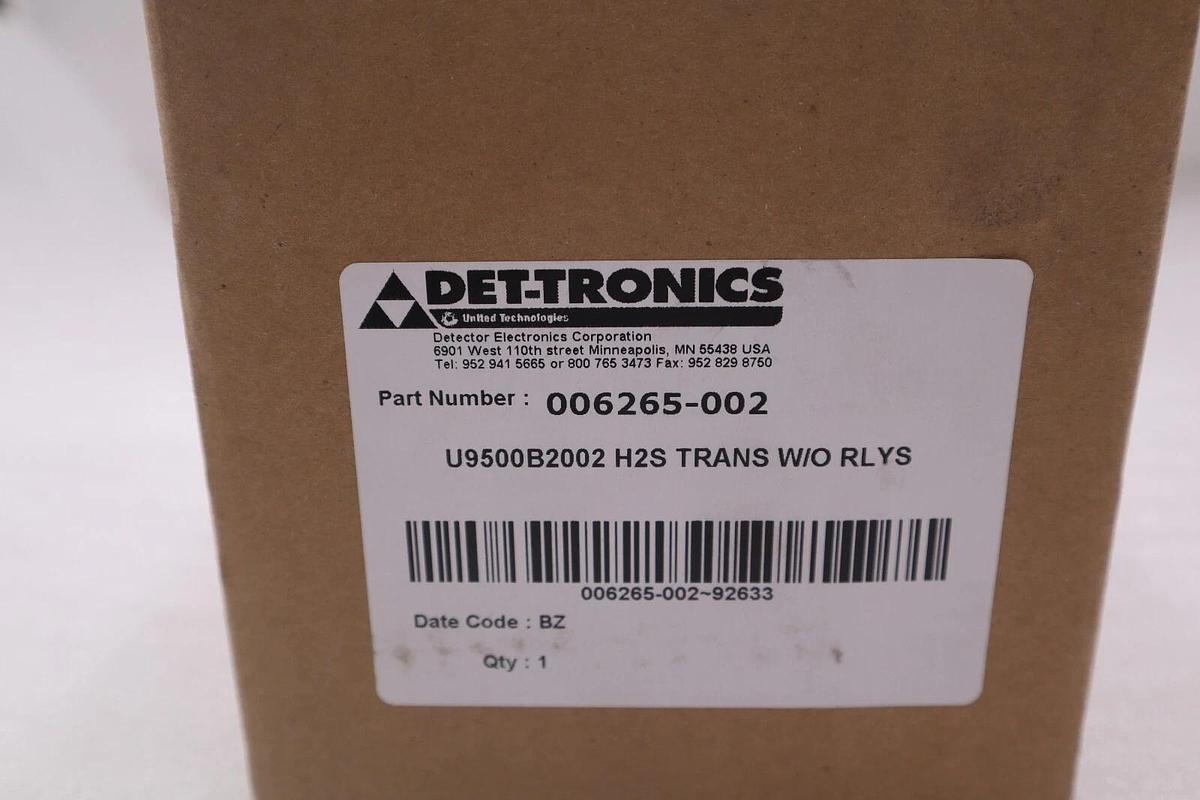 DET-TRONICS
United Technologies
Detector Electronics Corporation
6901 West 110th street Minneapolis, MN 55438 USA
Tel: 952 941 5665 or 800 765 3473 Fax: 952 829 8750
Part Number : 006265-002
U9500B2002 H2S TRANS W/O RLYS
006265-002~92633
Date Code : BZ
Qty : 1